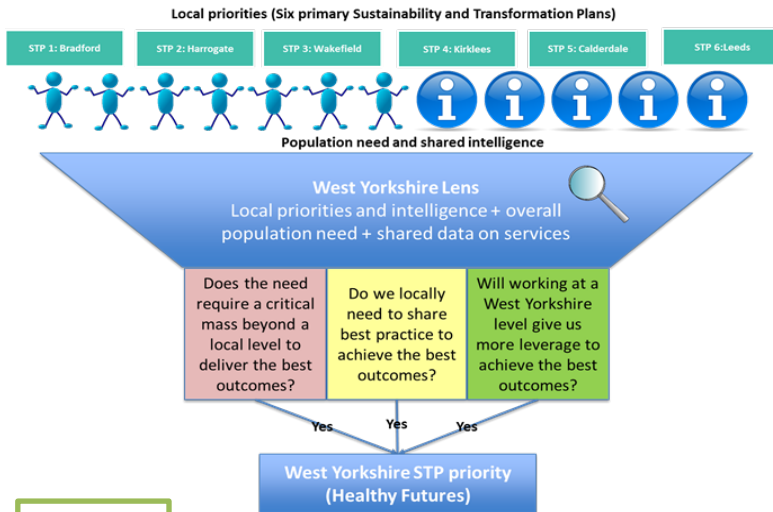 Local priorities (Six primary Sustainability and Transformation Plans)
STP 1: Bradford
STP 2: Harrogate
STP 3: Wakefield
STP 4: Kirklees
STP 5: Calderdale
STP 6:Leeds
i
i
i
i
i
Population need and shared intelligence
West Yorkshire Lens
Local priorities and intelligence + overall
population need + shared data on services
Does the need
require a critical
mass beyond a
local level to
deliver the best
outcomes?
Do we locally
need to share
best practice to
achieve the best
outcomes?
Will working at a
West Yorkshire
level give us
more leverage to
achieve the best
outcomes?
Yes
Yes
Yes
West Yorkshire STP priority
(Healthy Futures)